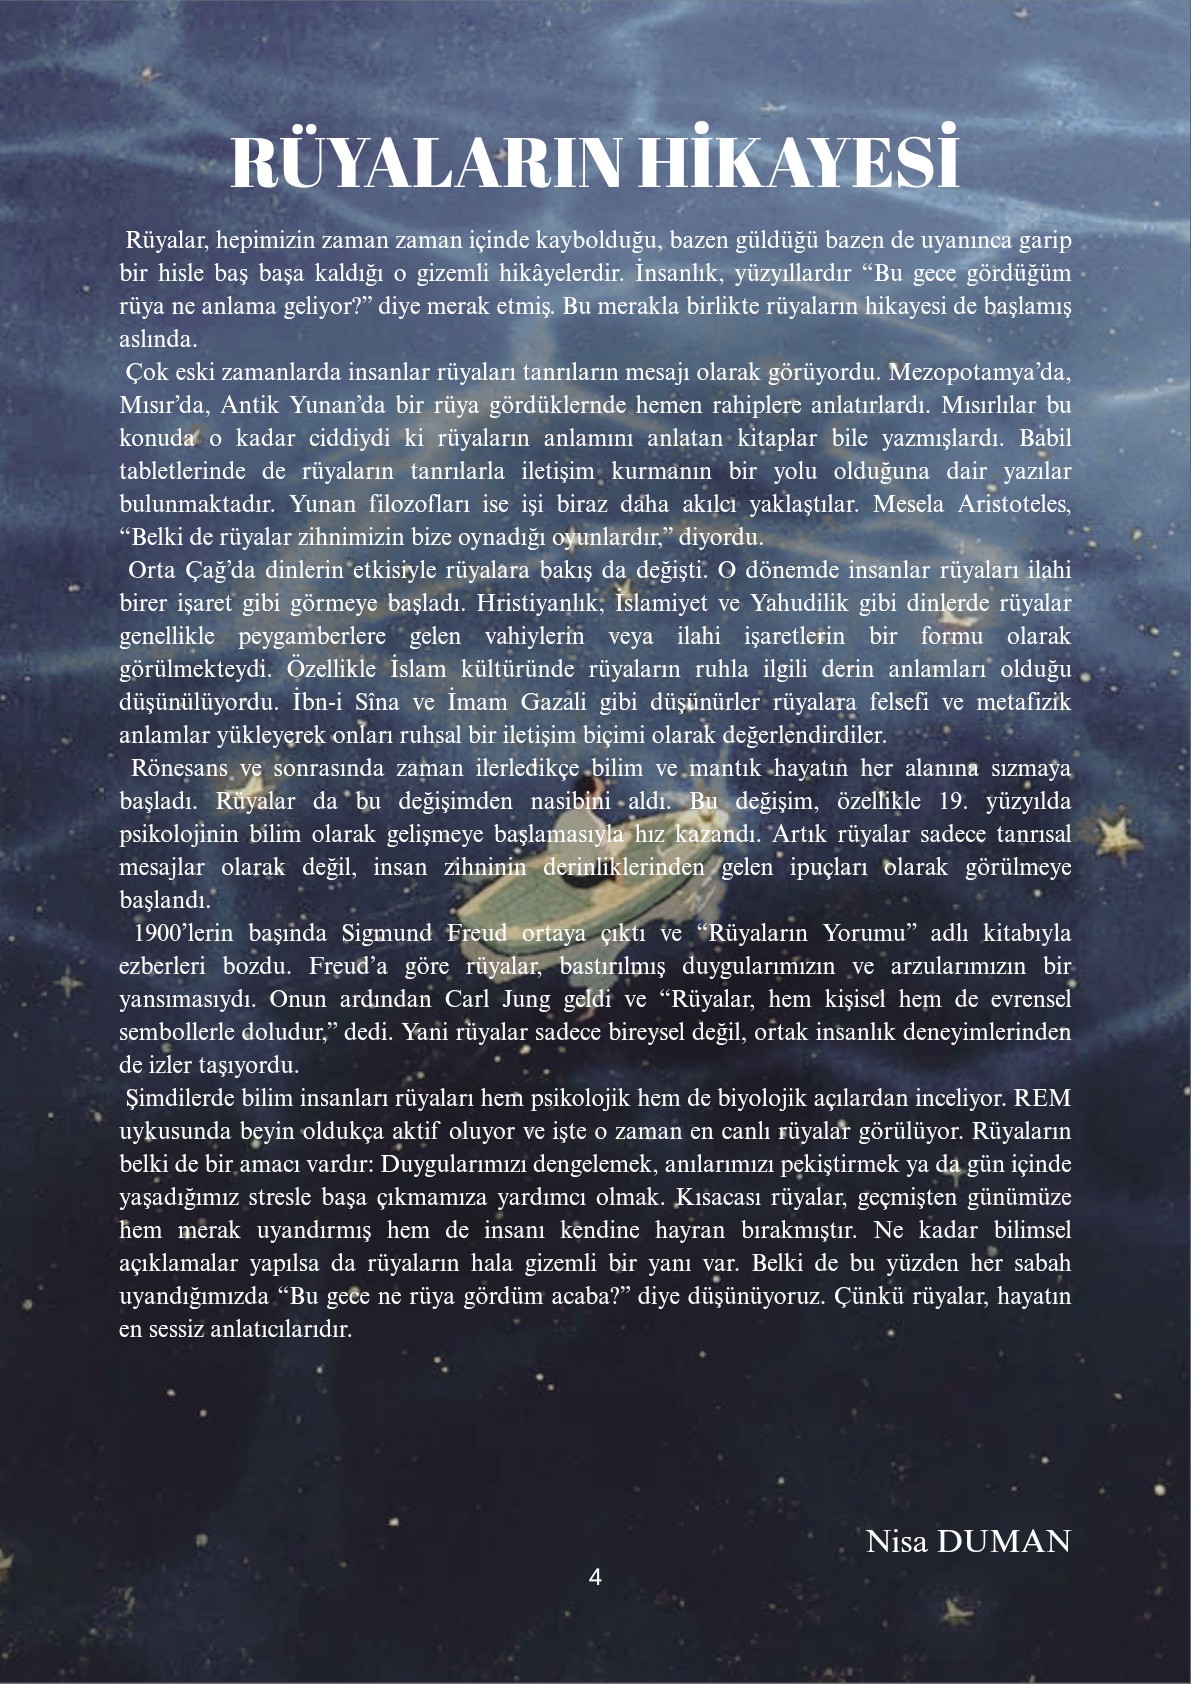 RÜYALARIN HİKAYESİ
Rüyalar, hepimizin zaman zaman içinde kaybolduğu, bazen güldüğü bazen de uyanınca garip
bir hisle baş başa kaldığı o gizemli hikâyelerdir. İnsanlık, yüzyıllardır “Bu gece gördüğüm
rüya ne anlama geliyor?” diye merak etmiş. Bu merakla birlikte rüyaların hikayesi de başlamış
aslında.
Çok eski zamanlarda insanlar rüyaları tanrıların mesajı olarak görüyordu. Mezopotamya’da,
Mısır’da, Antik Yunan’da bir rüya gördüklernde hemen rahiplere anlatırlardı. Mısırlılar bu
konuda o kadar ciddiydi ki rüyaların anlamını anlatan kitaplar bile yazmışlardı. Babil
tabletlerinde de rüyaların tanrılarla iletişim kurmanın bir yolu olduğuna dair yazılar
bulunmaktadır. Yunan filozofları ise işi biraz daha akılcı yaklaştılar. Mesela Aristoteles,
“Belki de rüyalar zihnimizin bize oynadığı oyunlardır,” diyordu.
Orta Çağ’da dinlerin etkisiyle rüyalara bakış da değişti. O dönemde insanlar rüyaları ilahi
birer işaret gibi görmeye başladı. Hristiyanlık, İslamiyet ve Yahudilik gibi dinlerde rüyalar
genellikle peygamberlere gelen vahiylerin veya ilahi işaretlerin bir formu olarak
görülmekteydi. Özellikle İslam kültüründe rüyaların ruhla ilgili derin anlamları olduğu
düşünülüyordu. İbn-i Sîna ve İmam Gazali gibi düşünürler rüyalara felsefi ve metafizik
anlamlar yükleyerek onları ruhsal bir iletişim biçimi olarak değerlendirdiler.
Rönesans ve sonrasında zaman ilerledikçe bilim ve mantık hayatın her alanına sızmaya
başladı. Rüyalar da bu değişimden nasibini aldı. Bu değişim, özellikle 19. yüzyılda
psikolojinin bilim olarak gelişmeye başlamasıyla hız kazandı. Artık rüyalar sadece tanrısal
mesajlar olarak değil, insan zihninin derinliklerinden gelen ipuçları olarak görülmeye
başlandı.
1900’lerin başında Sigmund Freud ortaya çıktı ve “Rüyaların Yorumu” adlı kitabıyla
ezberleri bozdu. Freud’a göre rüyalar, bastırılmış duygularımızın ve arzularımızın bir
yansımasıydı. Onun ardından Carl Jung geldi ve “Rüyalar, hem kişisel hem de evrensel
sembollerle doludur,” dedi. Yani rüyalar sadece bireysel değil, ortak insanlık deneyimlerinden
de izler taşıyordu.
Şimdilerde bilim insanları rüyaları hem psikolojik hem de biyolojik açılardan inceliyor. REM
uykusunda beyin oldukça aktif oluyor ve işte o zaman en canlı rüyalar görülüyor. Rüyaların
belki de bir amacı vardır: Duygularımızı dengelemek, anılarımızı pekiştirmek ya da gün içinde
yaşadığımız stresle başa çıkmamıza yardımcı olmak. Kısacası rüyalar, geçmişten günümüze
hem merak uyandırmış hem de insanı kendine hayran bırakmıştır. Ne kadar bilimsel
açıklamalar yapılsa da rüyaların hala gizemli bir yanı var. Belki de bu yüzden her sabah
uyandığımızda “Bu gece ne rüya gördüm acaba?” diye düşünüyoruz. Çünkü rüyalar, hayatın
en sessiz anlatıcılarıdır.
Nisa DUMAN
4